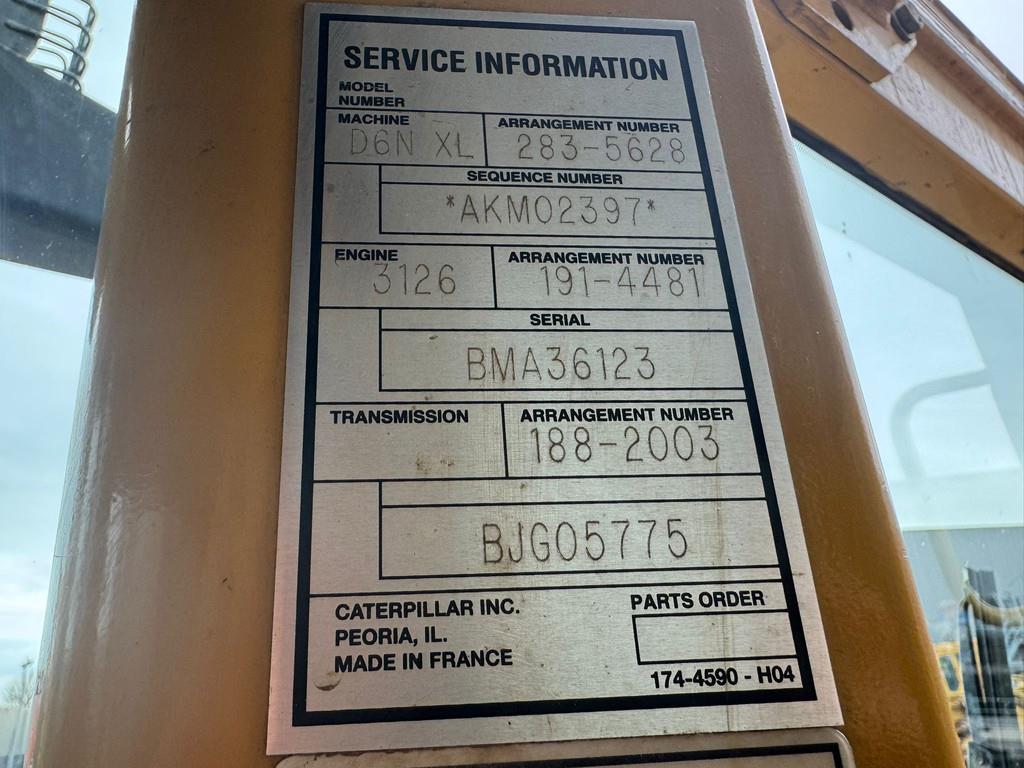 SERVICE INFORMATION
MODEL
NUMBER
MACHINE ARRANGEMENT NUMBER
D6N XL 283-5628
SEQUENCE NUMBER
*AKM02397*
ENGINE ARRANGEMENT NUMBER
3126 191-4481
SERIAL
BMA36123
TRANSMISSION ARRANGEMENT NUMBER
188-2003
BJG05775
CATERPILLAR INC. PARTS ORDER
PEORIA, IL.
MADE IN FRANCE
174-4590 - H04